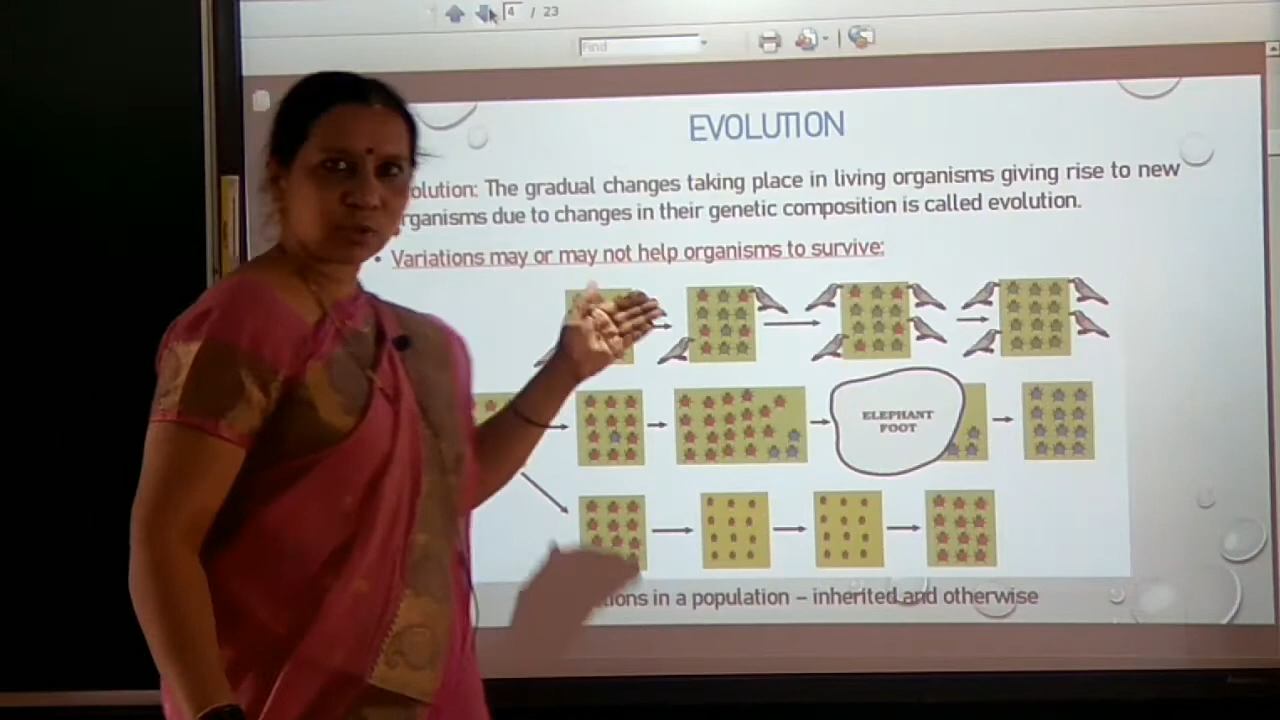 4 / 23
Find
EVOLUTION
olution: The gradual changes taking place in living organisms giving rise to new
rganisms due to changes in their genetic composition is called evolution.
• Variations may or may not help organisms to survive:
ELEPHANT
FOOT
tions in a population – inherited and otherwise